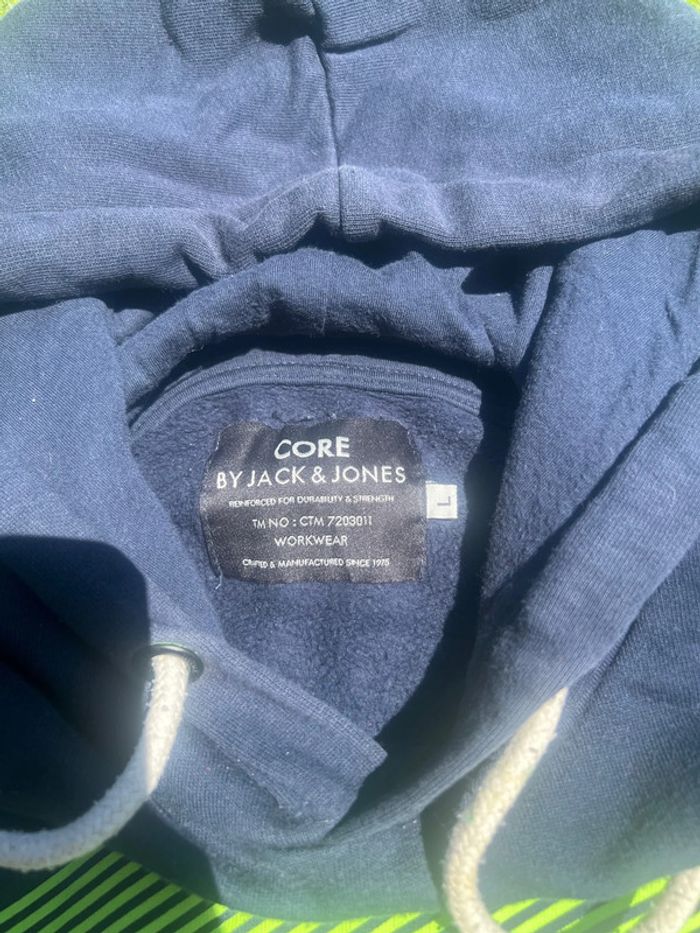 CORE
BY JACK & JONES
REINFORCED FOR DURABILITY & STRENGTH
TM NO : CTM 7203011
WORKWEAR
CRAFTED & MANUFACTURED SINCE 1975
L